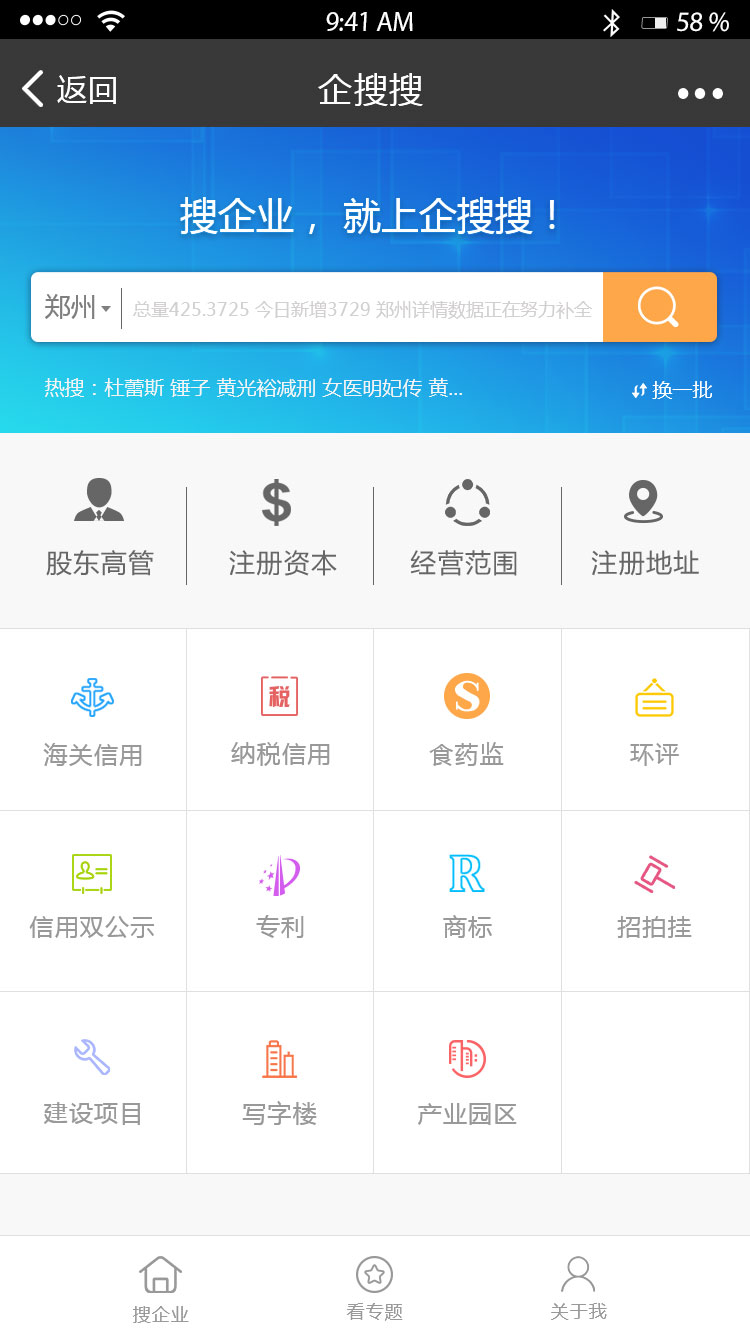 9:41 AM 58 %
返回 企搜搜
搜企业，就上企搜搜！
郑州 总量425.3725 今日新增3729 郑州详情数据正在努力补全
热搜：杜蕾斯 锤子 黄光裕减刑 女医明妃传 黄... 换一批
股东高管 注册资本 经营范围 注册地址
税
S
海关信用 纳税信用 食药监 环评
R
信用双公示 专利 商标 招拍挂
建设项目 写字楼 产业园区
搜企业 看专题 关于我